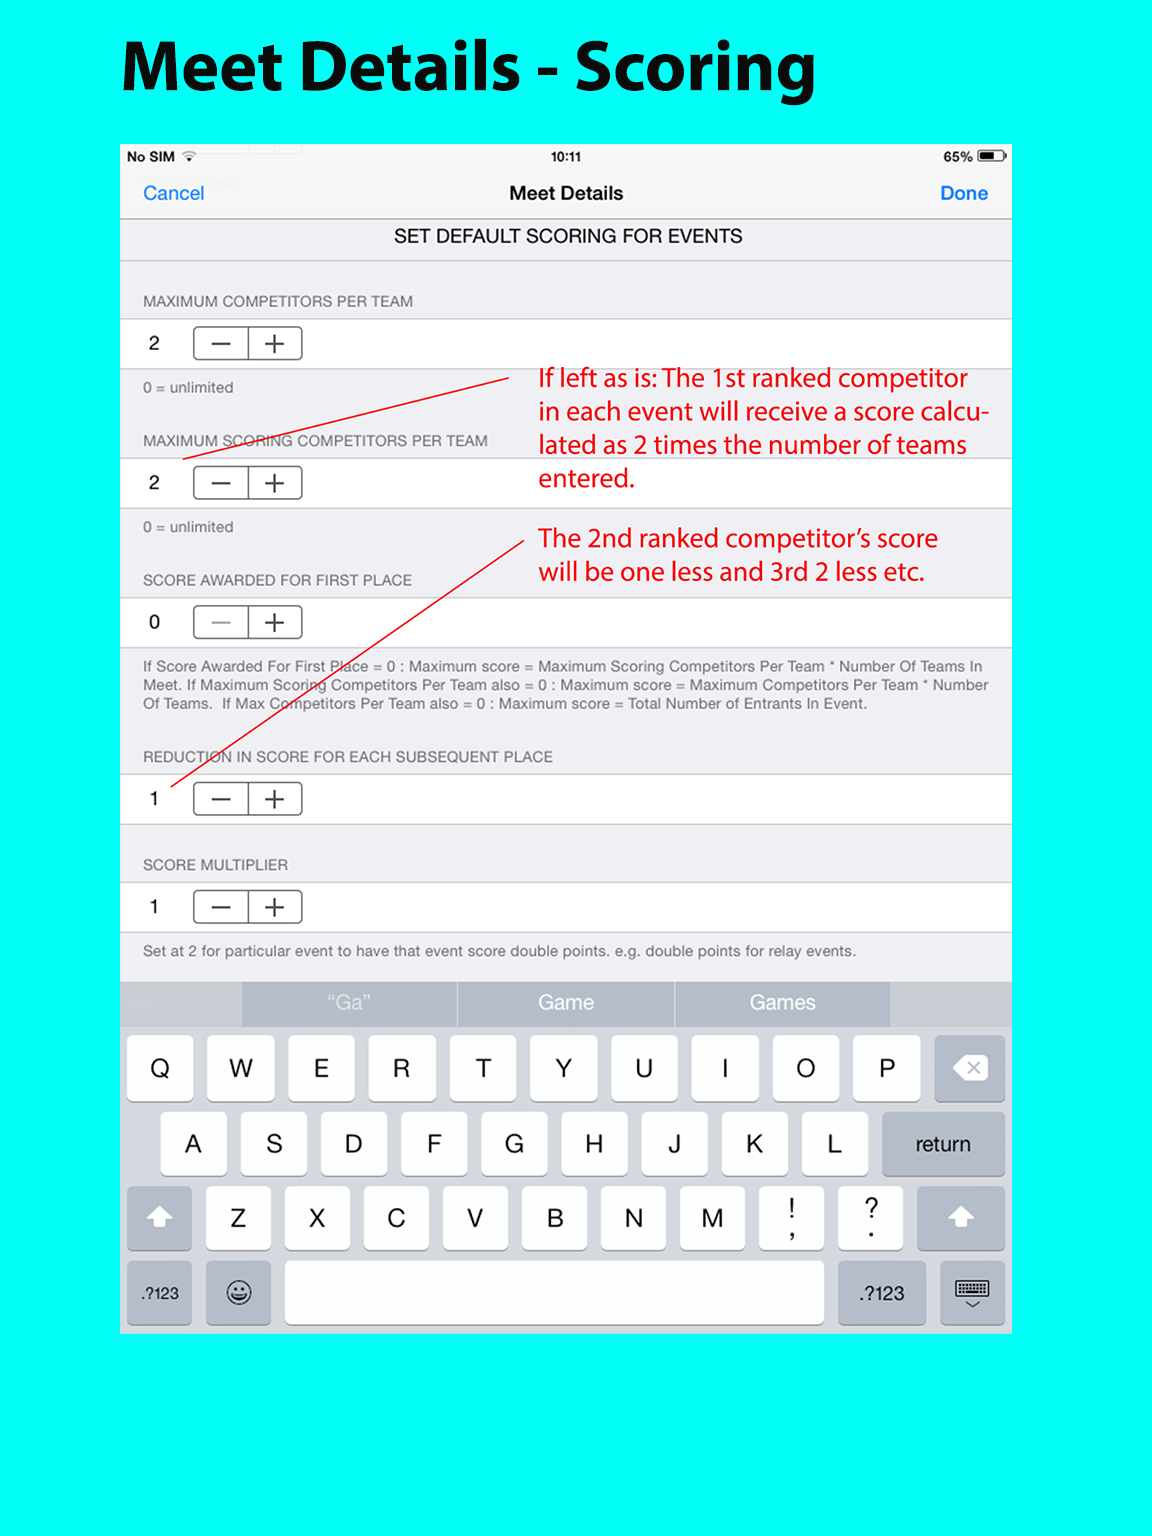 Meet Details - Scoring
No SIM 10:11 65%
Cancel Meet Details Done
SET DEFAULT SCORING FOR EVENTS
MAXIMUM COMPETITORS PER TEAM
2 − +
0 = unlimited
If left as is: The 1st ranked competitor
in each event will receive a score calcu-
lated as 2 times the number of teams
entered.
MAXIMUM SCORING COMPETITORS PER TEAM
2 − +
0 = unlimited
The 2nd ranked competitor's score
will be one less and 3rd 2 less etc.
SCORE AWARDED FOR FIRST PLACE
0 − +
If Score Awarded For First Place = 0 : Maximum score = Maximum Scoring Competitors Per Team * Number Of Teams In
Meet. If Maximum Scoring Competitors Per Team also = 0 : Maximum score = Maximum Competitors Per Team * Number
Of Teams.  If Max Competitors Per Team also = 0 : Maximum score = Total Number of Entrants In Event.
REDUCTION IN SCORE FOR EACH SUBSEQUENT PLACE
1 − +
SCORE MULTIPLIER
1 − +
Set at 2 for particular event to have that event score double points. e.g. double points for relay events.
“Ga” Game Games
Q W E R T Y U I O P
A S D F G H J K L return
Z X C V B N M ! , ? .
.?123 .?123